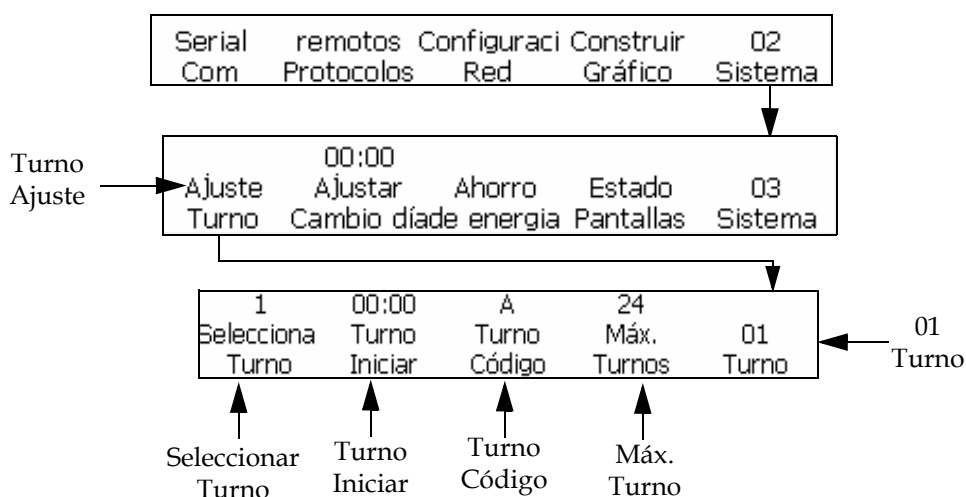 Serial remotos Configuraci Construir 02
Com Protocolos Red Gráfico Sistema
00:00
Turno
Ajuste
Ajuste Ajustar Ahorro Estado 03
Turno Cambio díade energia Pantallas Sistema
1 00:00 A 24
Selecciona Turno Turno Máx. 01
Turno Iniciar Código Turnos Turno
01
Turno
Seleccionar
Turno
Turno
Iniciar
Turno
Código
Máx.
Turno